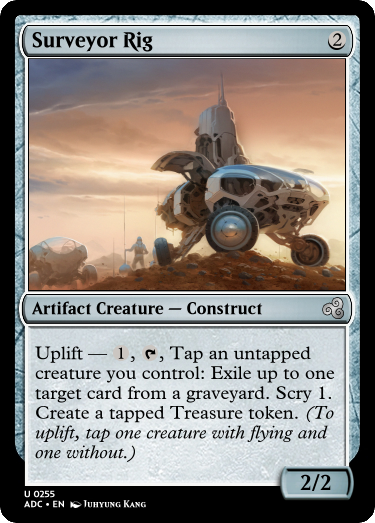 Surveyor Rig 2
Artifact Creature — Construct
Uplift — 1, , Tap an untapped
creature you control: Exile up to one
target card from a graveyard. Scry 1.
Create a tapped Treasure token. (To
uplift, tap one creature with flying and
one without.)
2/2
U 0255
ADC • EN Juhyung Kang